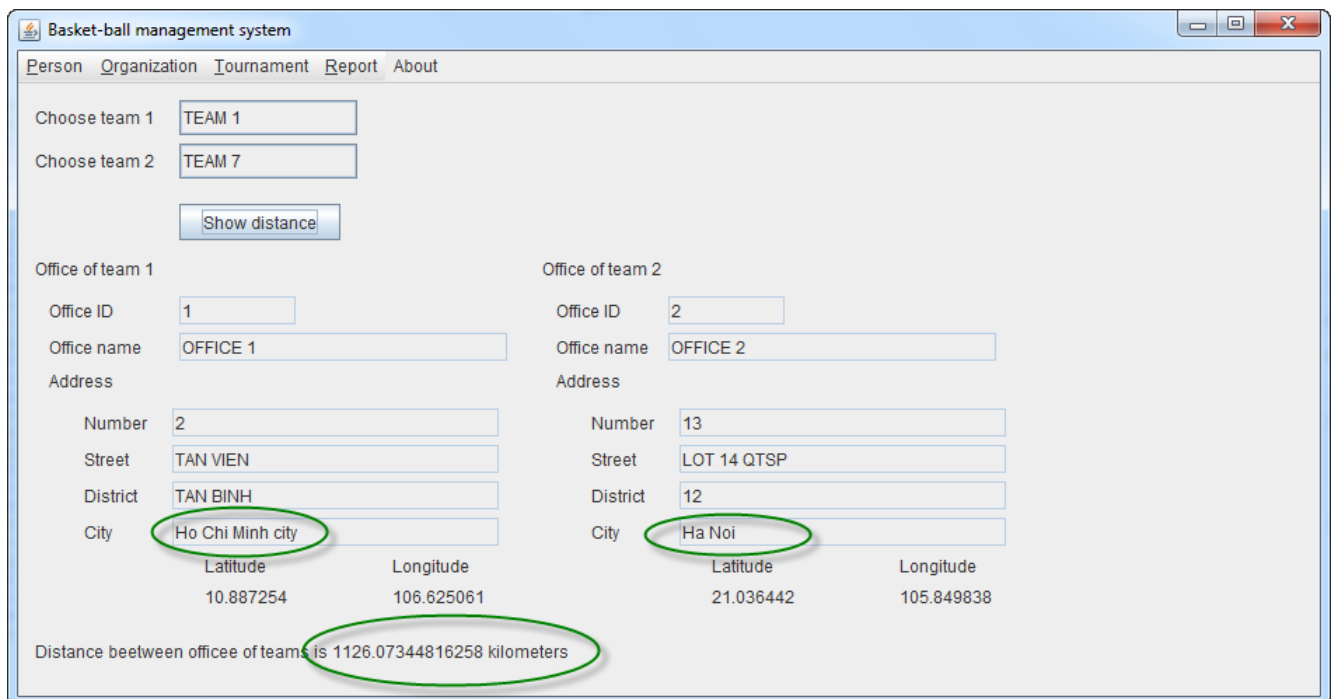 Basket-ball management system
Person Organization Tournament Report About
Choose team 1 TEAM 1
Choose team 2 TEAM 7
Show distance
Office of team 1 Office of team 2
Office ID 1 Office ID 2
Office name OFFICE 1 Office name OFFICE 2
Address Address
Number 2 Number 13
Street TAN VIEN Street LOT 14 QTSP
District TAN BINH District 12
City Ho Chi Minh city City Ha Noi
Latitude Longitude Latitude Longitude
10.887254 106.625061 21.036442 105.849838
Distance beetween officee of teams is 1126.07344816258 kilometers